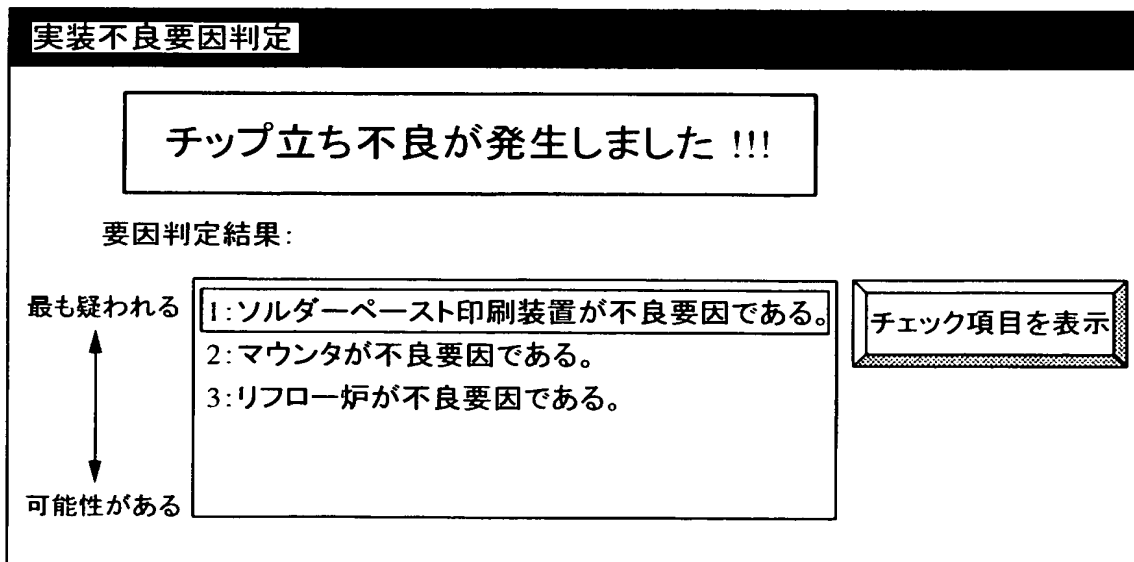 実装不良要因判定
チップ立ち不良が発生しました !!!
要因判定結果:
最も疑われる
1:ソルダーペースト印刷装置が不良要因である。
チェック項目を表示
2:マウンタが不良要因である。
3:リフロー炉が不良要因である。
可能性がある